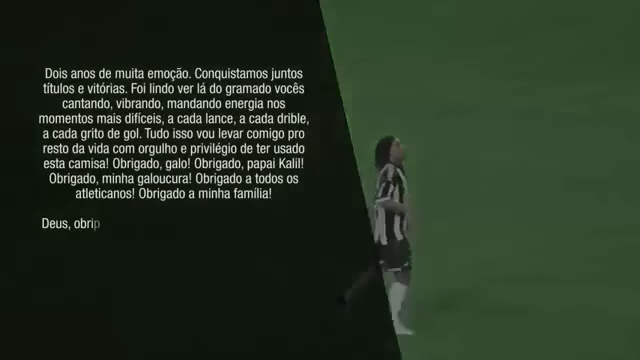 Dois anos de muita emoção. Conquistamos juntos
títulos e vitórias. Foi lindo ver lá do gramado vocês
cantando, vibrando, mandando energia nos
momentos mais difíceis, a cada lance, a cada drible,
a cada grito de gol. Tudo isso vou levar comigo pro
resto da vida com orgulho e privilégio de ter usado
esta camisa! Obrigado, galo! Obrigado, papai Kalil!
Obrigado, minha galoucura! Obrigado a todos os
atleticanos! Obrigado a minha família!
Deus, obrip